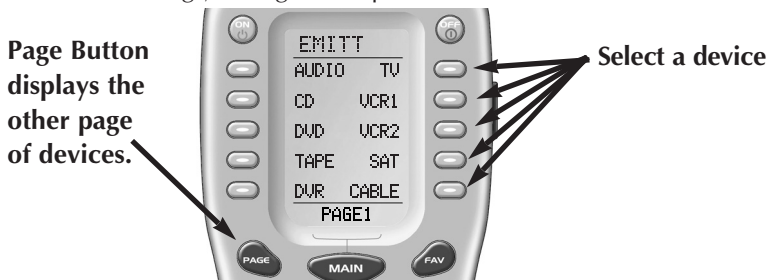 ON OFF
EMITT
AUDIO TV
CD VCR1
DVD VCR2
TAPE SAT
DVR CABLE
PAGE1
PAGE MAIN FAV
Page Button
displays the
other page
of devices.
Select a device